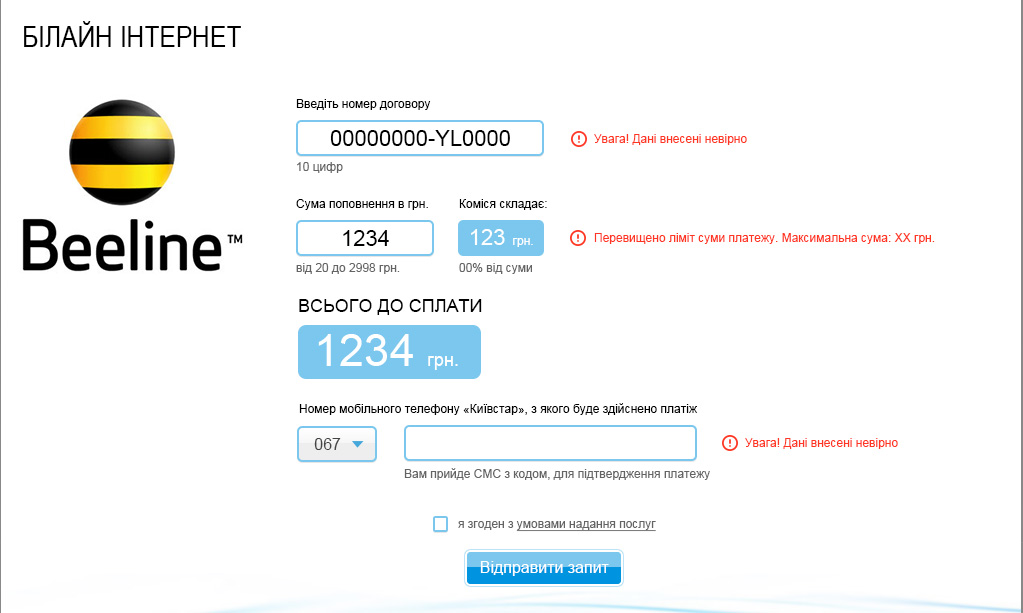 БІЛАЙН ІНТЕРНЕТ
Beeline™
Введіть номер договору
00000000-YL0000
Увага! Дані внесені невірно
10 цифр
Сума поповнення в грн.
Коміся складає:
1234
123 грн.
Перевищено ліміт суми платежу. Максимальна сума: ХХ грн.
від 20 до 2998 грн.
00% від суми
ВСЬОГО ДО СПЛАТИ
1234 грн.
Номер мобільного телефону «Київстар», з якого буде здійснено платіж
067
Увага! Дані внесені невірно
Вам прийде СМС з кодом, для підтвердження платежу
я згоден з умовами надання послуг
Відправити запит